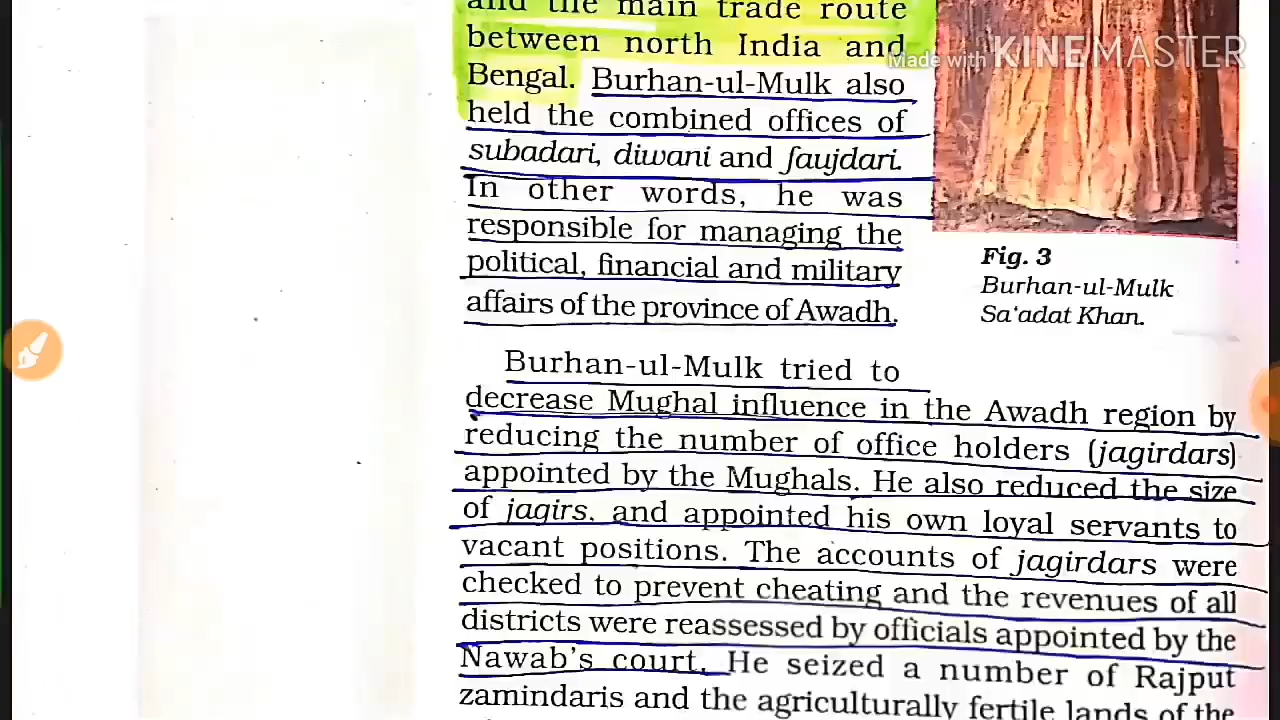 and the main trade route
between north India and
Bengal. Burhan-ul-Mulk also
held the combined offices of
subadari, diwani and faujdari.
In other words, he was
responsible for managing the
political, financial and military
affairs of the province of Awadh.
Made with KINEMASTER
Fig. 3
Burhan-ul-Mulk
Sa'adat Khan.
Burhan-ul-Mulk tried to
decrease Mughal influence in the Awadh region by
reducing the number of office holders (jagirdars)
appointed by the Mughals. He also reduced the size
of jagirs, and appointed his own loyal servants to
vacant positions. The accounts of jagirdars were
checked to prevent cheating and the revenues of all
districts were reassessed by officials appointed by the
Nawab's court. He seized a number of Rajput
zamindaris and the agriculturally fertile lands of the